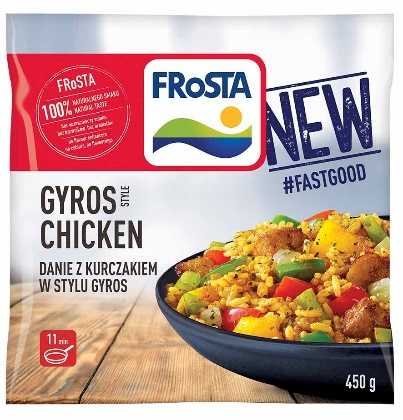 FRoSTA
100% NATURALNEGO SMAKU
NATURAL TASTE
FRoSTA
NEW
#FASTGOOD
GYROS STYLE
CHICKEN
DANIE Z KURCZAKIEM
W STYLU GYROS
11 min
450 g